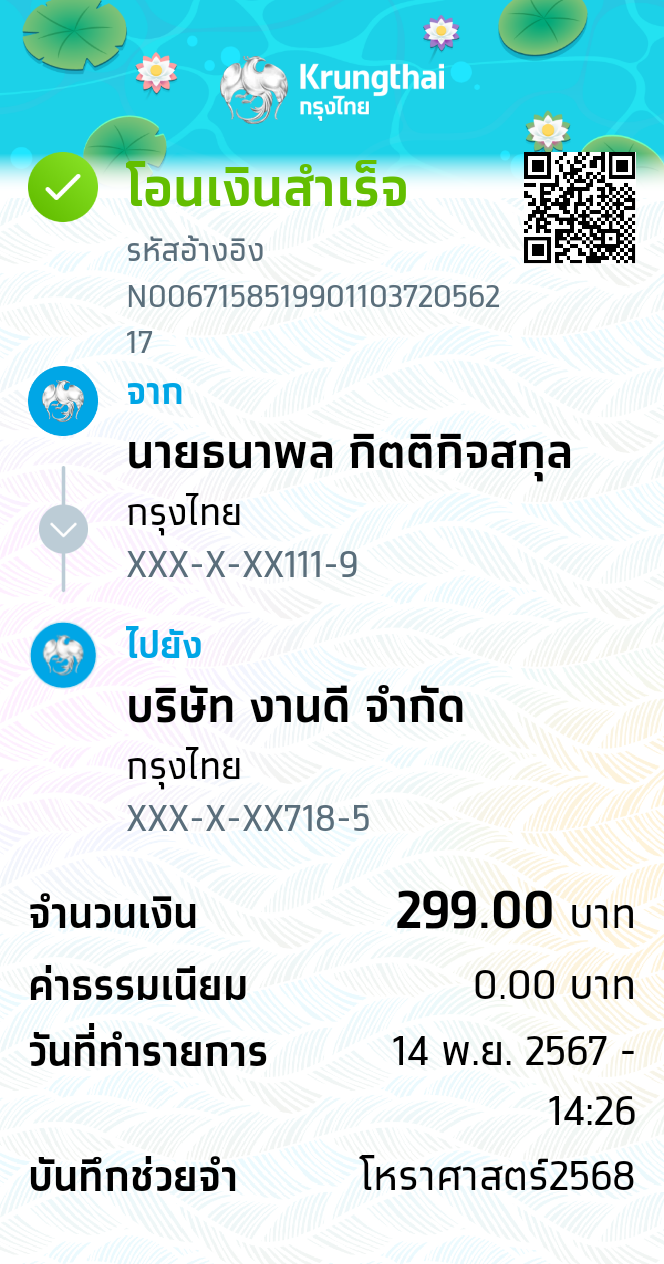 Krungthai
กรุงไทย
โอนเงินสำเร็จ
รหัสอ้างอิง
N00671585199011037205​62
17
จาก
นายธนาพล กิตติกิจสกุล
กรุงไทย
XXX-X-XX111-9
ไปยัง
บริษัท งานดี จำกัด
กรุงไทย
XXX-X-XX718-5
จำนวนเงิน 299.00 บาท
ค่าธรรมเนียม 0.00 บาท
วันที่ทำรายการ 14 พ.ย. 2567 -
14:26
บันทึกช่วยจำ โหราศาสตร์2568